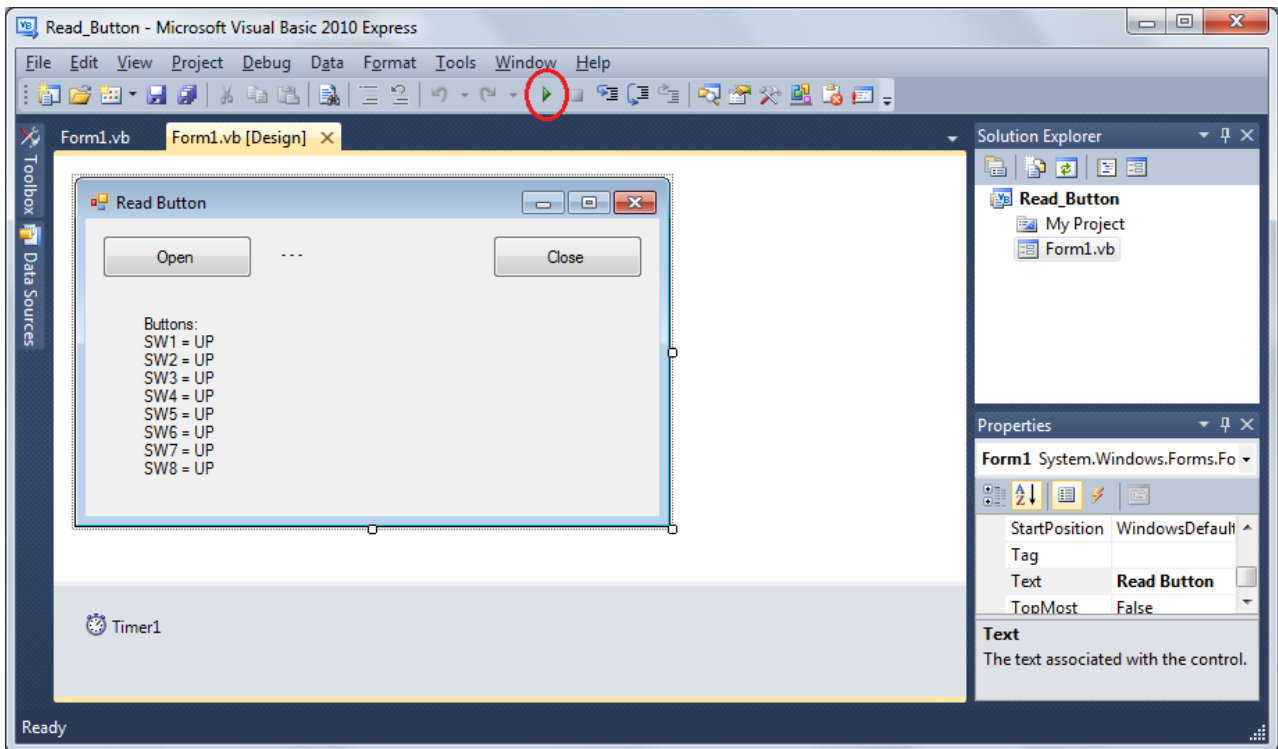 Read_Button - Microsoft Visual Basic 2010 Express
File Edit View Project Debug Data Format Tools Window Help
Form1.vb Form1.vb [Design]
Toolbox
Data Sources
Read Button
Open - - - Close
Buttons:
SW1 = UP
SW2 = UP
SW3 = UP
SW4 = UP
SW5 = UP
SW6 = UP
SW7 = UP
SW8 = UP
Timer1
Solution Explorer
Read_Button
My Project
Form1.vb
Properties
Form1 System.Windows.Forms.Fo
StartPosition WindowsDefault
Tag
Text Read Button
TopMost False
Text
The text associated with the control.
Ready